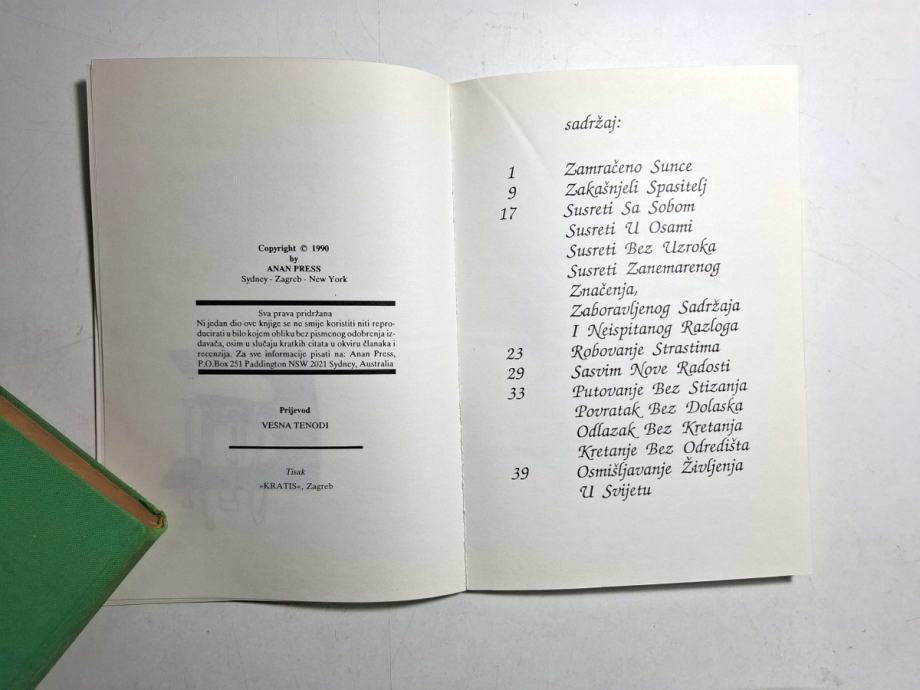 Copyright © 1990
by
ANAN PRESS
Sydney - Zagreb - New York
Sva prava pridržana
Ni jedan dio ove knjige se ne smije koristiti niti repro-
ducirati u bilo kojem obliku bez pismenog odobrenja iz-
davača, osim u slučaju kratkih citata u okviru članaka i
recenzija. Za sve informacije pisati na: Anan Press,
P.O.Box 251 Paddington NSW 2021 Sydney, Australia
Prijevod
VESNA TENODI
Tisak
»KRATIS«, Zagreb
sadržaj:
1 Zamračeno Sunce
9 Zakašnjeli Spasitelj
17 Susreti Sa Sobom
Susreti U Osami
Susreti Bez Uzroka
Susreti Zanemarenog
Značenja,
Zaboravljenog Sadržaja
I Neispitanog Razloga
23 Robovanje Strastima
29 Sasvim Nove Radosti
33 Putovanje Bez Stizanja
Povratak Bez Dolaska
Odlazak Bez Kretanja
Kretanje Bez Odredišta
39 Osmišljavanje Življenja
U Svijetu